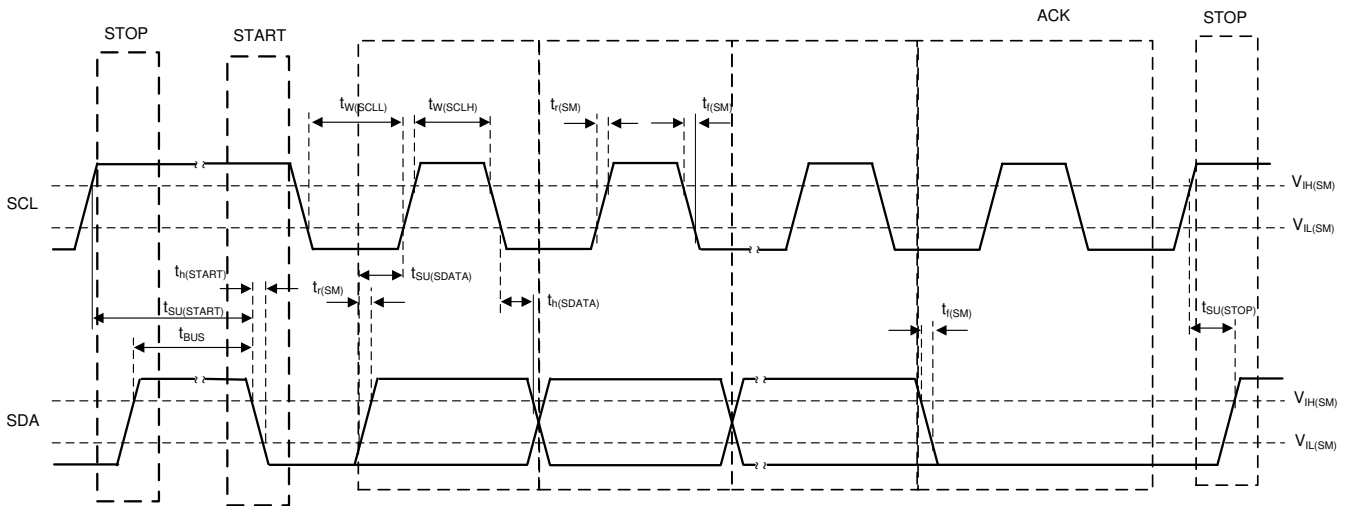 ACK
STOP
START
STOP
tW(SCLL)
tW(SCLH)
tr(SM)
tf(SM)
SCL
VIH(SM)
VIL(SM)
th(START)
tr(SM)
tSU(SDATA)
th(SDATA)
tSU(START)
tf(SM)
tSU(STOP)
tBUS
SDA
VIH(SM)
VIL(SM)